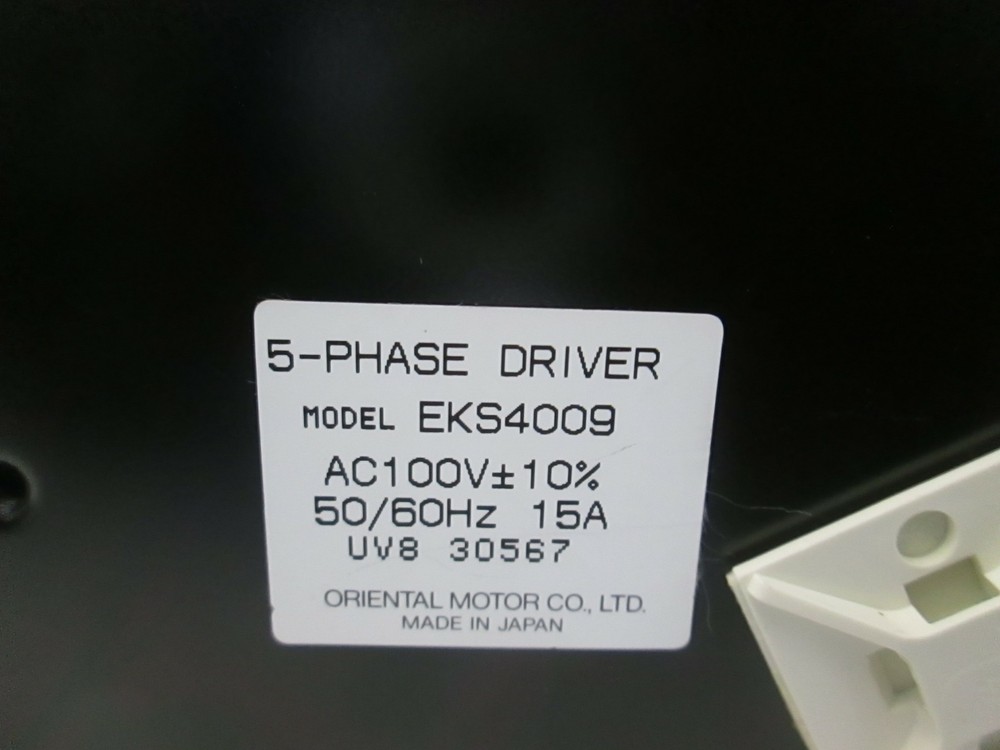 5-PHASE DRIVER
MODEL EKS4009
AC100V±10%
50/60Hz 15A
UV8 30567
ORIENTAL MOTOR CO., LTD.
MADE IN JAPAN